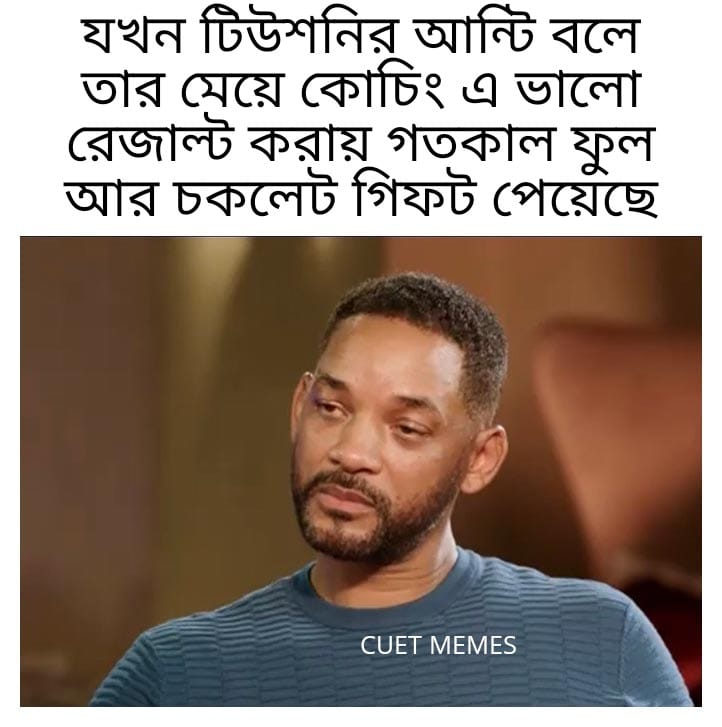 যখন টিউশনির আন্টি বলে
তার মেয়ে কোচিং এ ভালো
রেজাল্ট করায় গতকাল ফুল
আর চকলেট গিফট পেয়েছে
CUET MEMES